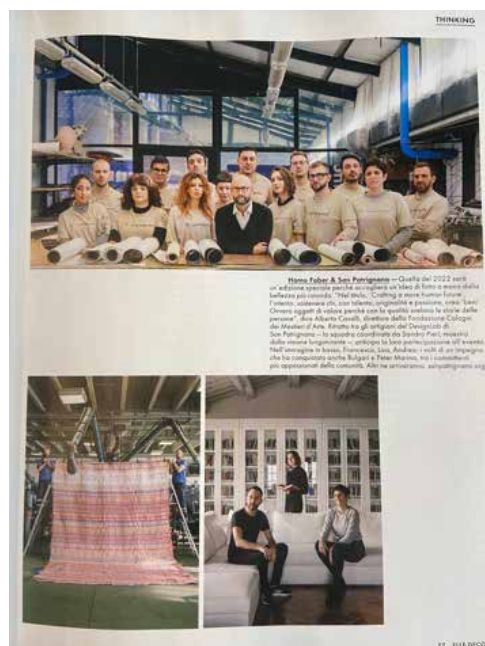 THINKING
Homo Faber & San Patrignano — Quella del 2022 sarà
un'edizione speciale perché accoglierà un'idea di fatto a mano dalla
bellezza più rotonda. "Nel titolo, 'Crafting a more human future',
l'intento: sostenere chi, con talento, originalità e passione, crea 'beni'.
Ovvero oggetti di valore perché con la qualità svelano le storie delle
persone", dice Alberto Cavalli, direttore della Fondazione Cologni
dei Mestieri d'Arte. Ritratto tra gli artigiani del DesignLab di
San Patrignano – la squadra coordinata da Sandro Pieri, maestro
dalla visione lungimirante –, anticipa la loro partecipazione all'evento.
Nell'immagine in basso, Francesca, Lisa, Andrea: i volti di un impegno
che ha conquistato anche Bulgari e Peter Marino, tra i committenti
più appassionati della comunità. Altri ne arriveranno. sanpatrignano.org
ELLE DECOR